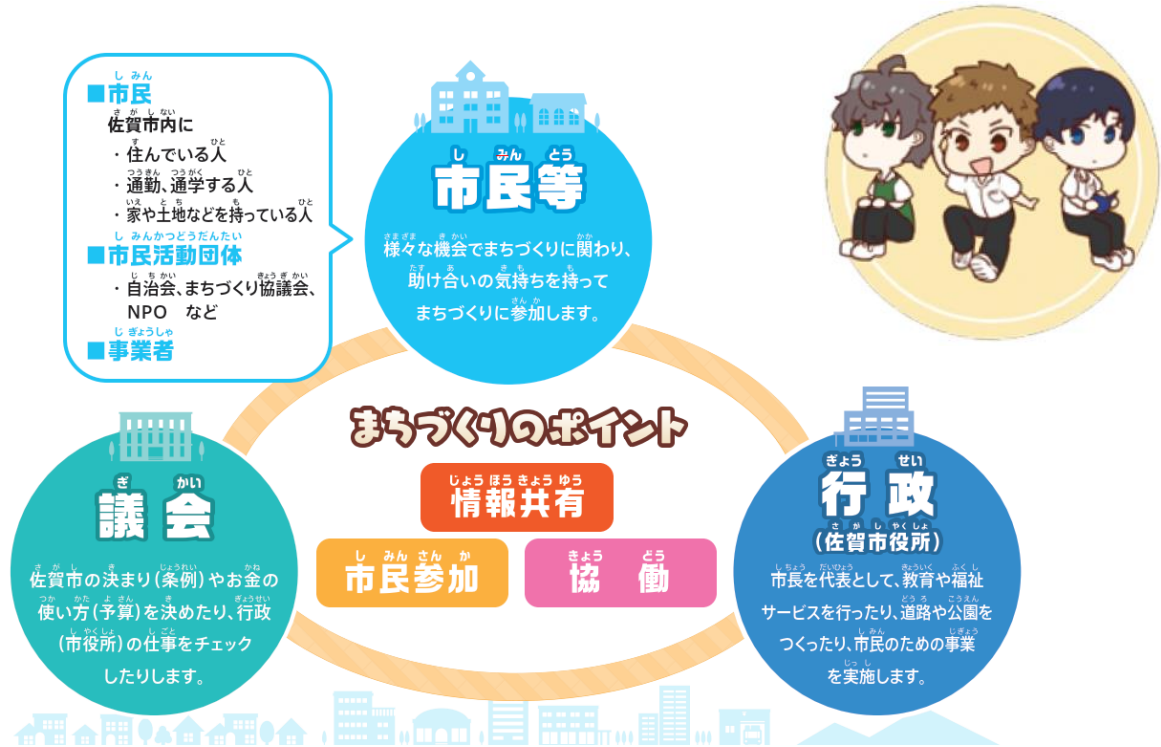 ■市民
佐賀市内に
・住んでいる人
・通勤、通学する人
・家や土地などを持っている人
■市民活動団体
・自治会、まちづくり協議会、
NPO　など
■事業者
市民等
様々な機会でまちづくりに関わり、
助け合いの気持ちを持って
まちづくりに参加します。
まちづくりのポイント
情報共有
市民参加
協働
議会
佐賀市の決まり(条例)やお金の
使い方(予算)を決めたり、行政
(市役所)の仕事をチェック
したりします。
行政
(佐賀市役所)
市長を代表として、教育や福祉
サービスを行ったり、道路や公園を
つくったり、市民のための事業
を実施します。